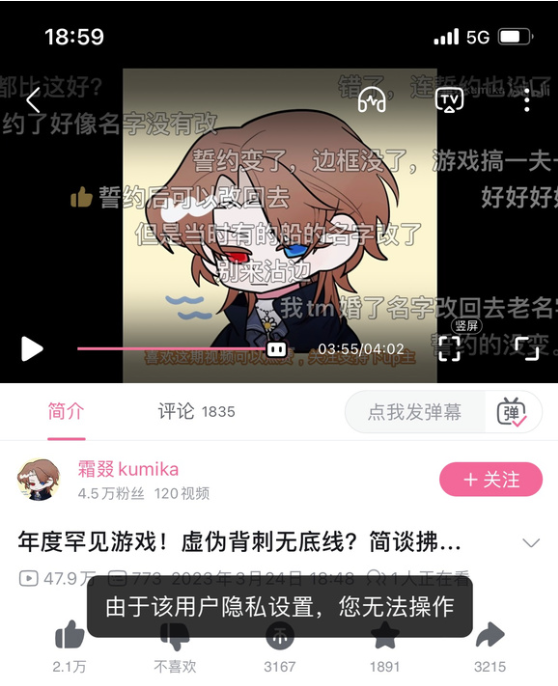 18:59
5G
都比这好？
错了，连誓约也没了
TV
约了好像名字没有改
誓约变了，边框没了，游戏搞一夫一
誓约后可以改回去
好好好好
但是当时有的船的名字改了
别来沾边
我tm婚了名字改回去老名字
竖屏
03:55/04:02
誓约的没变。
喜欢这期视频可以点赞，关注支持下up主
简介
评论 1835
点我发弹幕
弹
霜叕kumika
4.5万粉丝 120视频
+ 关注
年度罕见游戏！虚伪背刺无底线？简谈拂...
47.9万 773 2023年3月24日 18:48 1人正在看
由于该用户隐私设置，您无法操作
2.1万
不喜欢
3167
1891
3215